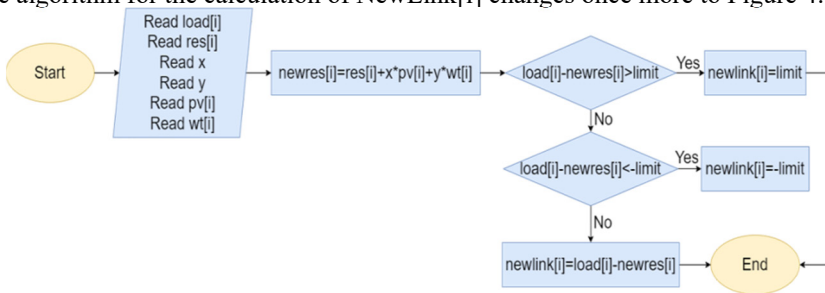 e algorithm for the calculation of NewLink[i] changes once more to Figure 4.
Start
Read load[i]
Read res[i]
Read x
Read y
Read pv[i]
Read wt[i]
newres[i]=res[i]+x*pv[i]+y*wt[i]
load[i]-newres[i]>limit
Yes
newlink[i]=limit
No
load[i]-newres[i]<-limit
Yes
newlink[i]=-limit
No
newlink[i]=load[i]-newres[i]
End